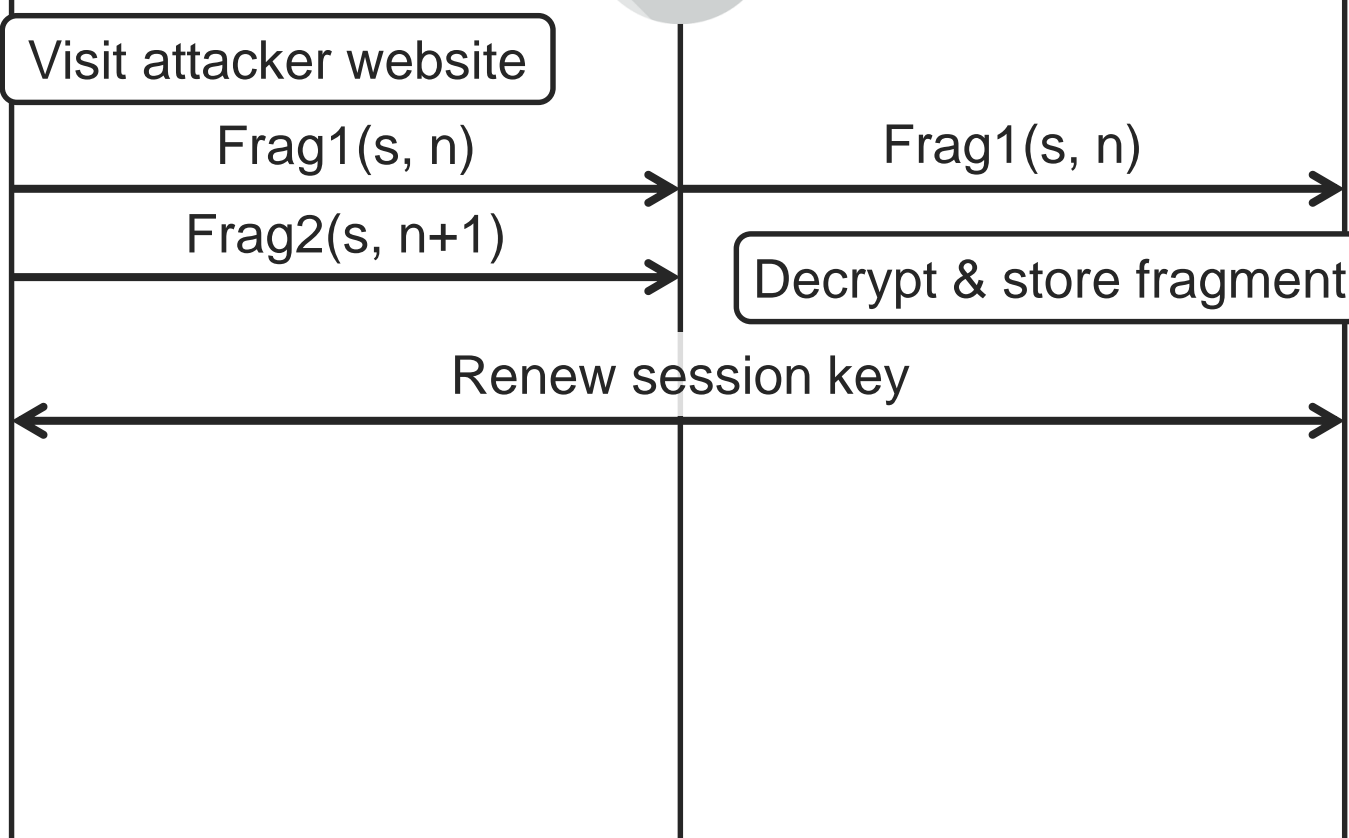 Visit attacker website
Frag1(s, n)
Frag1(s, n)
Frag2(s, n+1)
Decrypt & store fragment
Renew session key